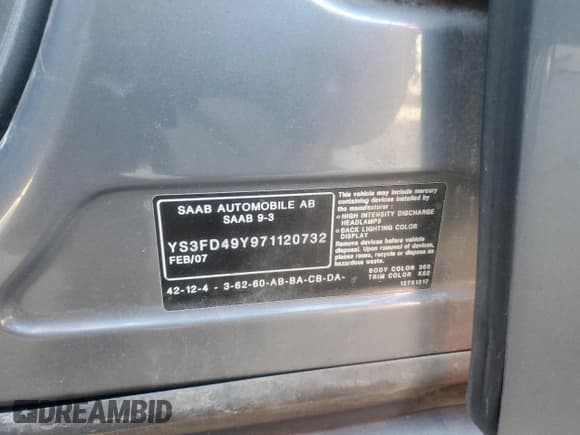 SAAB AUTOMOBILE AB
SAAB 9-3
YS3FD49Y971120732
FEB/07
42-12-4 - 3-62-60-AB-BA-CB-DA-
This vehicle may include mercury
containing devices installed by
the manufacturer:
o HIGH INTENSITY DISCHARGE
HEADLAMPS
o BACK LIGHTING COLOR
DISPLAY
Remove devices before vehicle
disposal. Upon removal of devices
please reuse, recycle or dispose
as hazardous waste.
BODY COLOR
TRIM COLOR
DREAMBID